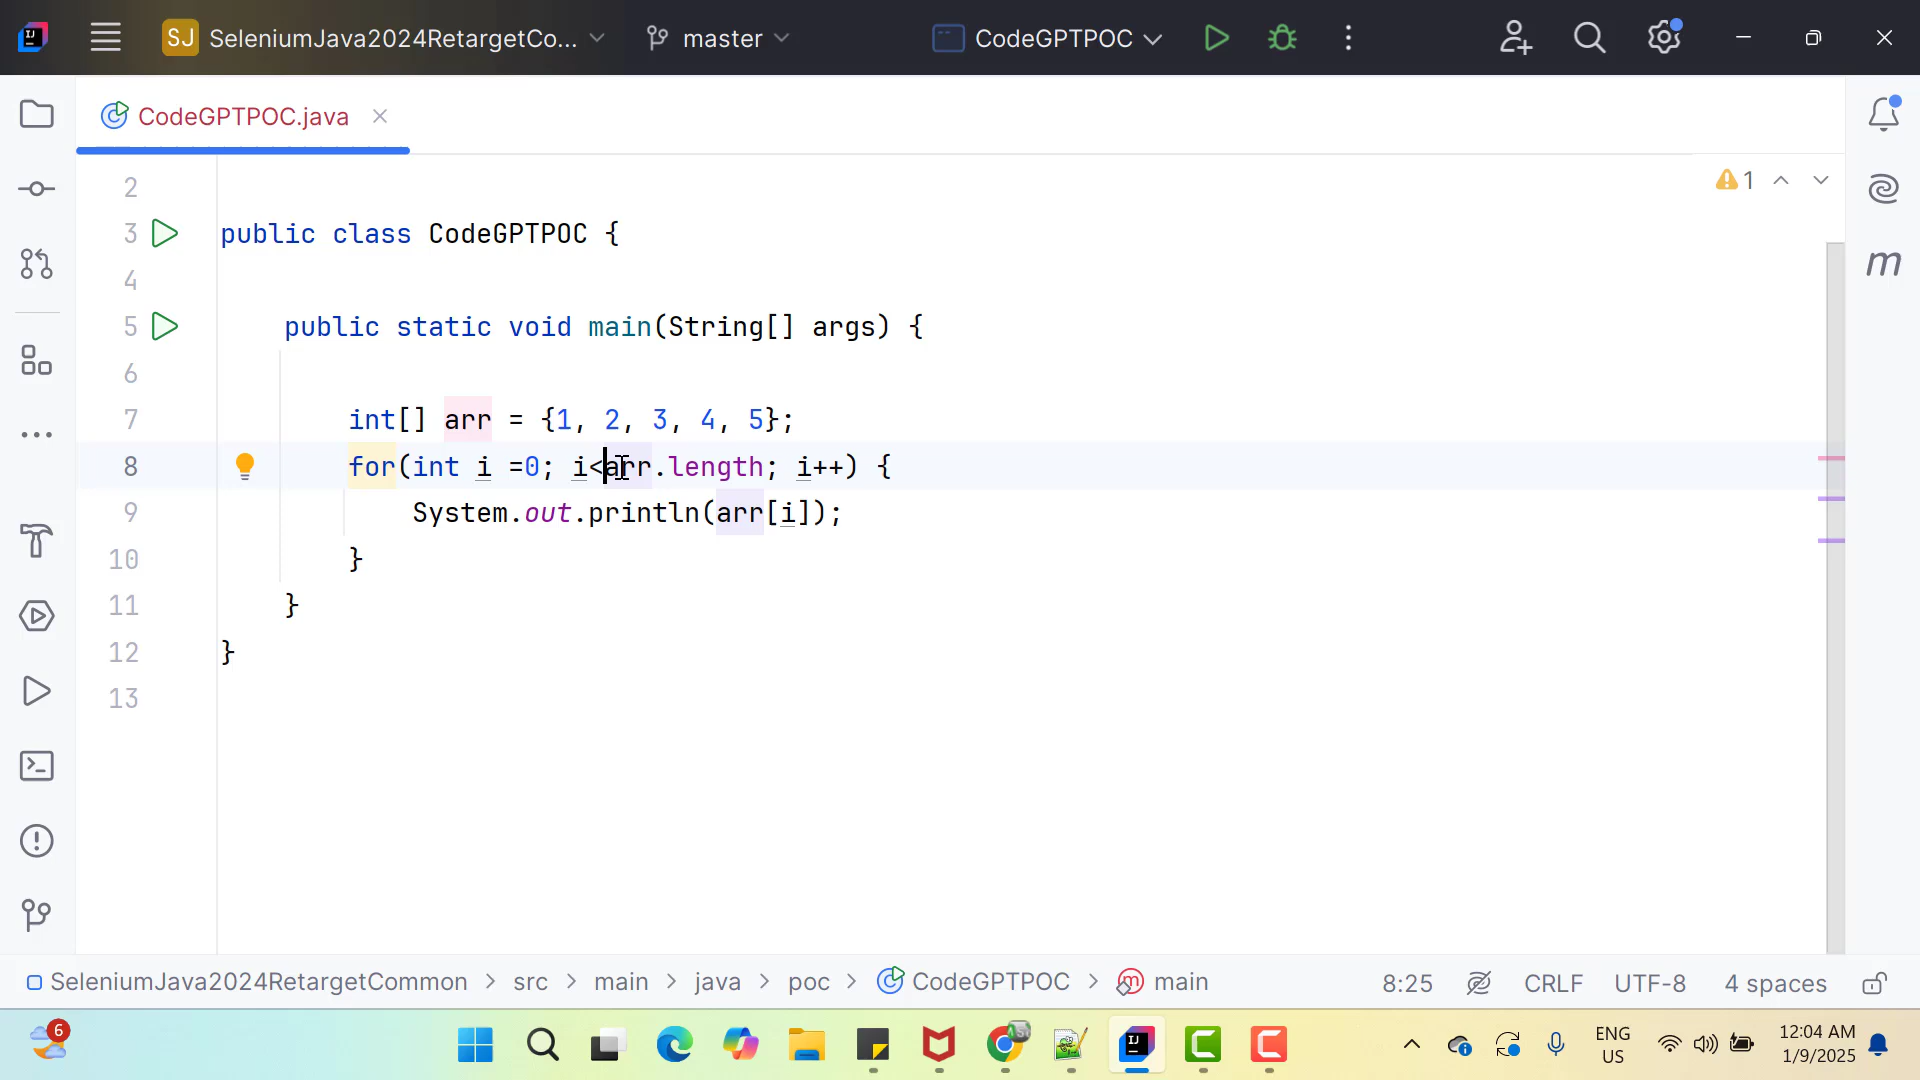 SJ SeleniumJava2024RetargetCo... master CodeGPTPOC
CodeGPTPOC.java
1
2
3 public class CodeGPTPOC {
4
5 public static void main(String[] args) {
6
7 int[] arr = {1, 2, 3, 4, 5};
8 for(int i =0; i<arr.length; i++) {
9 System.out.println(arr[i]);
10 }
11 }
12 }
13
m
SeleniumJava2024RetargetCommon > src > main > java > poc > CodeGPTPOC > m main 8:25 CRLF UTF-8 4 spaces
6
ENG
US
12:04 AM
1/9/2025